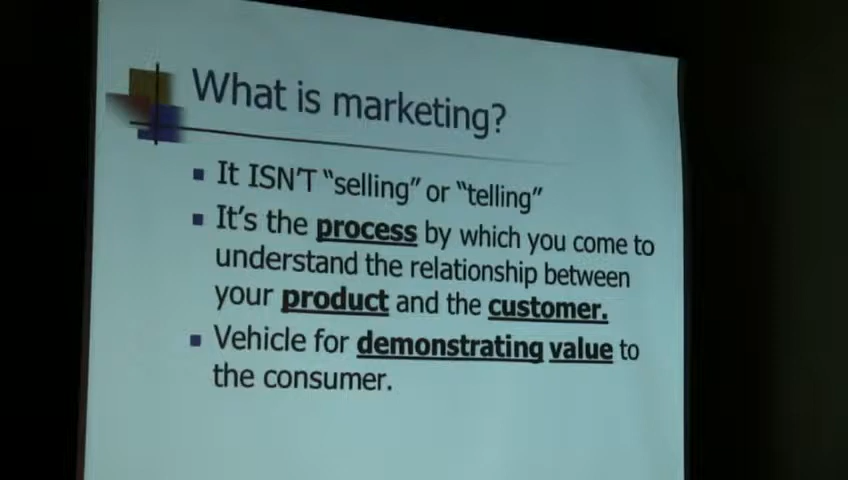 What is marketing?
It ISN'T "selling" or "telling"
It's the process by which you come to
understand the relationship between
your product and the customer.
Vehicle for demonstrating value to
the consumer.